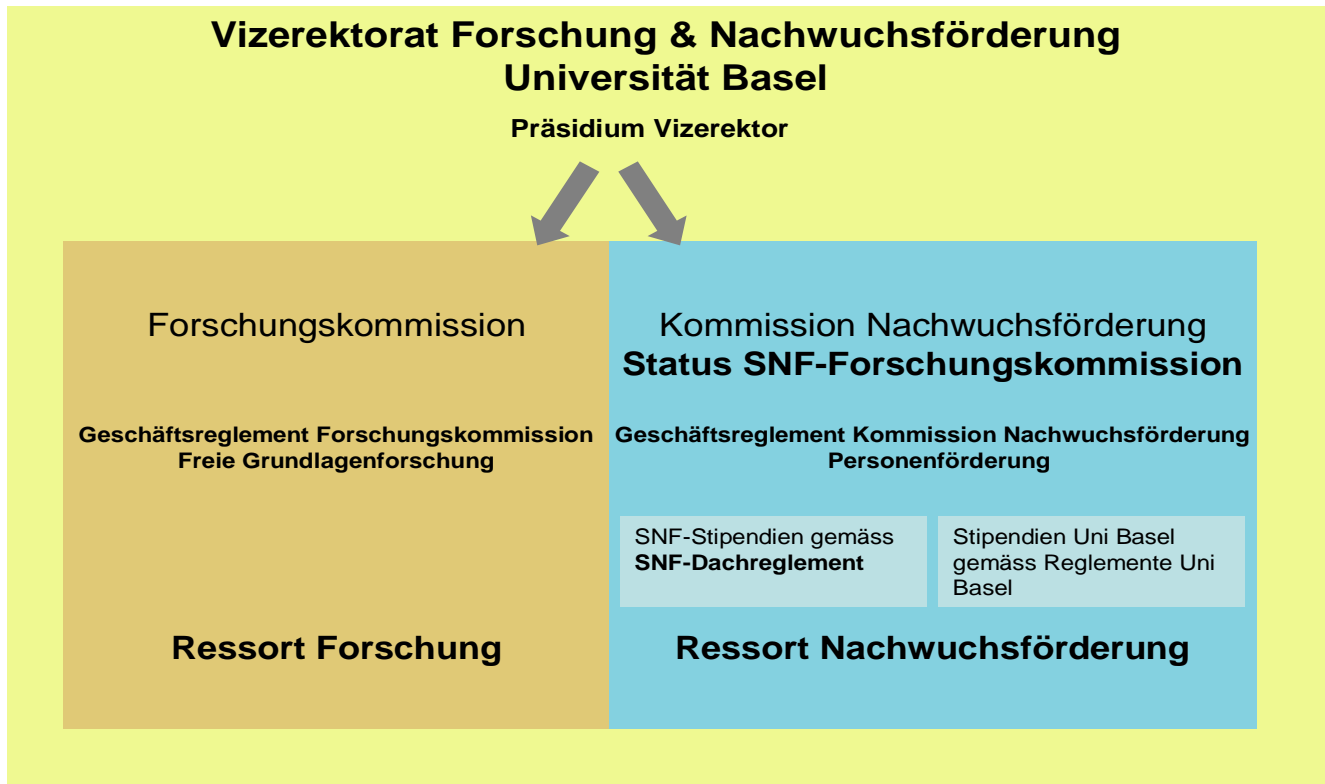 Vizerektorat Forschung & Nachwuchsförderung
Universität Basel
Präsidium Vizerektor
Forschungskommission
Geschäftsreglement Forschungskommission
Freie Grundlagenforschung
Ressort Forschung
Kommission Nachwuchsförderung
Status SNF-Forschungskommission
Geschäftsreglement Kommission Nachwuchsförderung
Personenförderung
SNF-Stipendien gemäss
SNF-Dachreglement
Stipendien Uni Basel
gemäss Reglemente Uni
Basel
Ressort Nachwuchsförderung